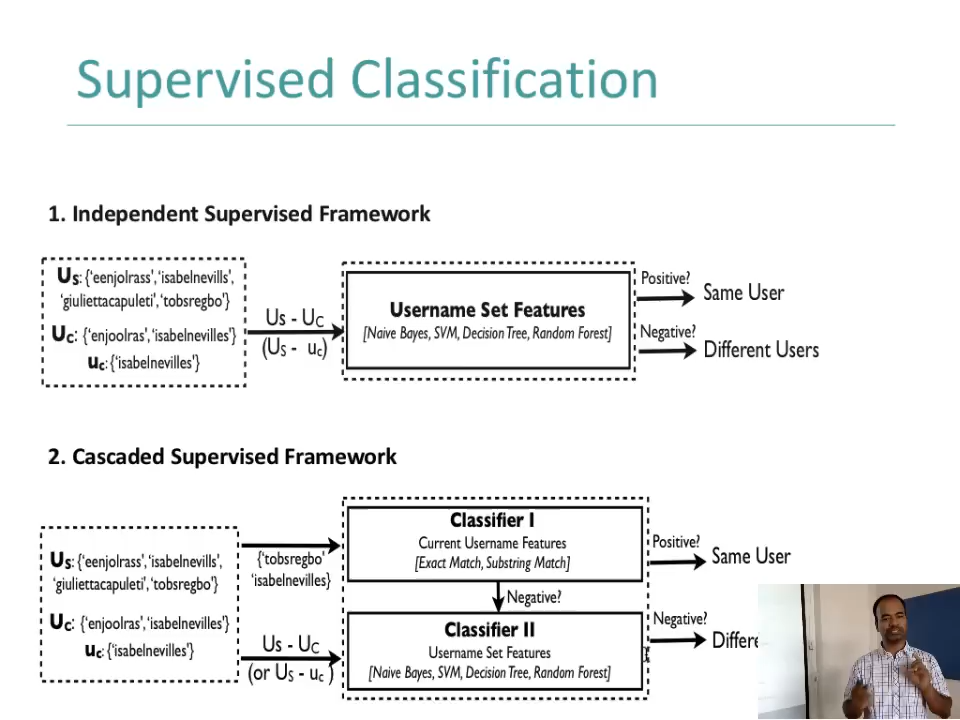 Supervised Classification
1. Independent Supervised Framework
Us: {'eenjolrass', 'isabelnevills',
'giuliettacapuleti', 'tobsregbo'}
Uc: {'enjoolras', 'isabelnevilles'}
uc: {'isabelnevilles'}
Us - Uc
(Us - uc)
Username Set Features
[Naive Bayes, SVM, Decision Tree, Random Forest]
Positive?
Same User
Negative?
Different Users
2. Cascaded Supervised Framework
Us: {'eenjolrass', 'isabelnevills',
'giuliettacapuleti', 'tobsregbo'}
Uc: {'enjoolras', 'isabelnevilles'}
uc: {'isabelnevilles'}
{'tobsregbo'
'isabelnevilles}
Us - Uc
(or Us - uc )
Classifier I
Current Username Features
[Exact Match, Substring Match]
Negative?
Classifier II
Username Set Features
[Naive Bayes, SVM, Decision Tree, Random Forest]
Positive?
Same User
Negative?